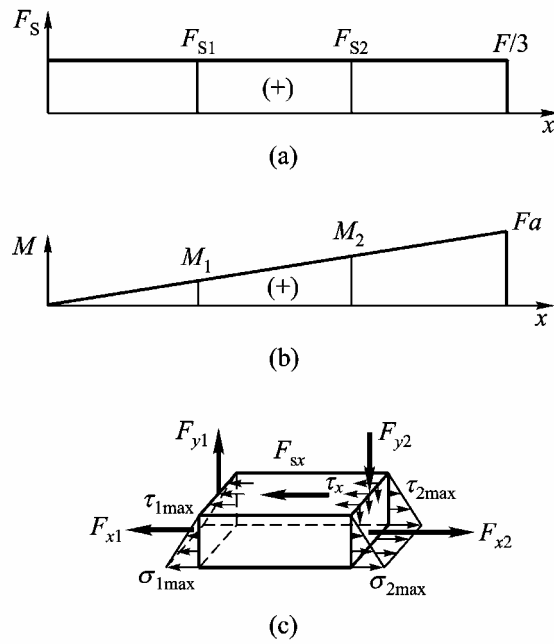 F_S
F_S1
F_S2
F/3
(+)
x
(a)
M
M_1
M_2
Fa
(+)
x
(b)
F_y1
F_sx
F_y2
τ_1max
τ_x
τ_2max
F_x1
F_x2
σ_1max
σ_2max
(c)